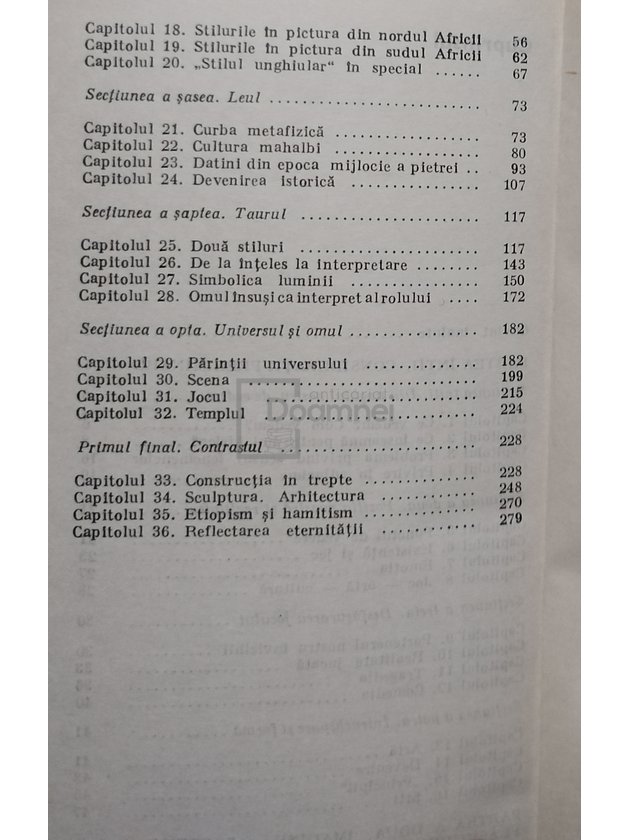 Capitolul 18. Stilurile în pictura din nordul Africii 56
Capitolul 19. Stilurile în pictura din sudul Africii 62
Capitolul 20. „Stilul unghiular“ în special ...... 67
Secțiunea a șasea. Leul .......................... 73
Capitolul 21. Curba metafizică .................. 73
Capitolul 22. Cultura mahalbi .................. 80
Capitolul 23. Datini din epoca mijlocie a pietrei .. 93
Capitolul 24. Devenirea istorică ................ 107
Secțiunea a șaptea. Taurul ...................... 117
Capitolul 25. Două stiluri ...................... 117
Capitolul 26. De la înțeles la interpretare ........ 143
Capitolul 27. Simbolica luminii ................ 150
Capitolul 28. Omul însuși ca interpret al rolului .... 172
Secțiunea a opta. Universul și omul ................ 182
Capitolul 29. Părinții universului ................ 182
Capitolul 30. Scena ............................ 199
Capitolul 31. Jocul ............................ 215
Capitolul 32. Templul .......................... 224
Primul final. Contrastul ........................ 228
Capitolul 33. Construcția în trepte .............. 228
Capitolul 34. Sculptura. Arhitectura ............ 248
Capitolul 35. Etiopism și hamitism .............. 270
Capitolul 36. Reflectarea eternității ............ 279
anticariat
Doamnei